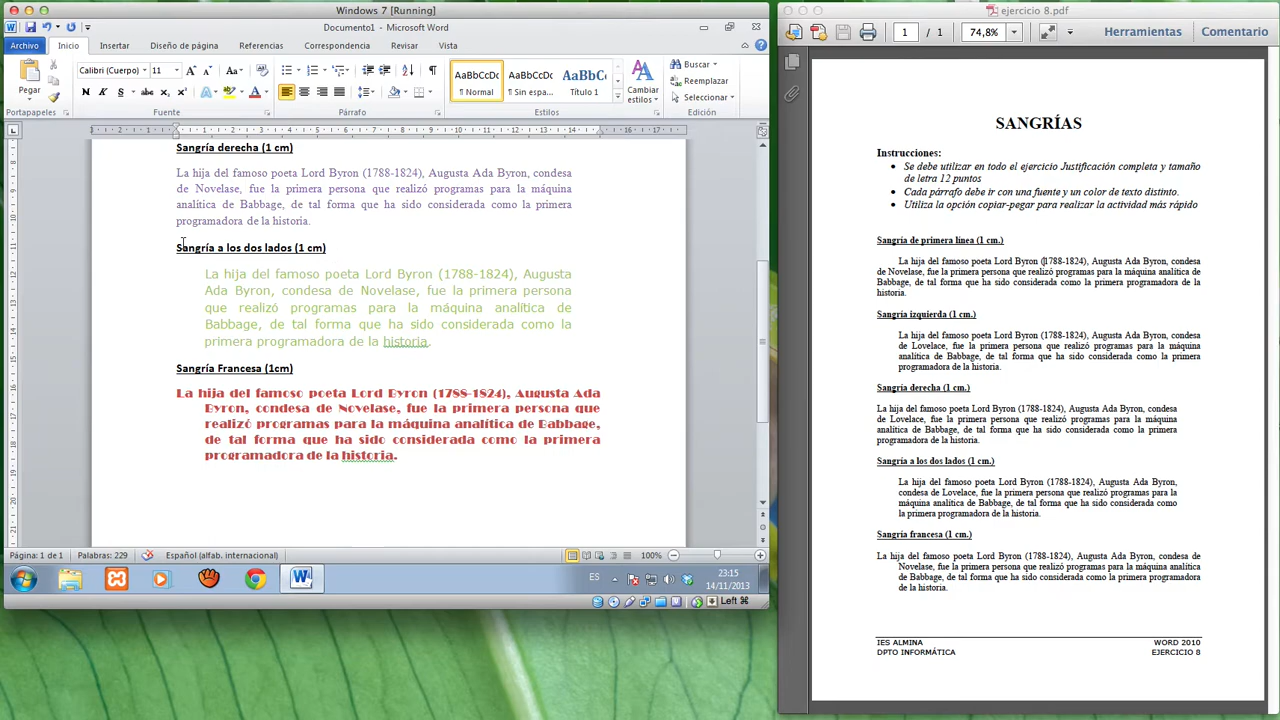 Windows 7 [Running]
Documento1 - Microsoft Word
Archivo Inicio Insertar Diseño de página Referencias Correspondencia Revisar Vista
Calibri (Cuerpo) 11
Pegar
Portapapeles Fuente Párrafo Estilos Edición
AaBbCcDc AaBbCcDc AaBbCc
¶ Normal ¶ Sin espa... Título 1
Cambiar estilos
Buscar
Reemplazar
Seleccionar
Sangría derecha (1 cm)
La hija del famoso poeta Lord Byron (1788-1824), Augusta Ada Byron, condesa
de Novelase, fue la primera persona que realizó programas para la máquina
analítica de Babbage, de tal forma que ha sido considerada como la primera
programadora de la historia.
Sangría a los dos lados (1 cm)
La hija del famoso poeta Lord Byron (1788-1824), Augusta
Ada Byron, condesa de Novelase, fue la primera persona
que realizó programas para la máquina analítica de
Babbage, de tal forma que ha sido considerada como la
primera programadora de la historia.
Sangría Francesa (1cm)
La hija del famoso poeta Lord Byron (1788-1824), Augusta Ada
Byron, condesa de Novelase, fue la primera persona que
realizó programas para la máquina analítica de Babbage,
de tal forma que ha sido considerada como la primera
programadora de la historia.
Página: 1 de 1 Palabras: 229 Español (alfab. internacional) 100%
ES 23:15
14/11/2013
Left ⌘
ejercicio 8.pdf
1 / 1 74,8% Herramientas Comentario
SANGRÍAS
Instrucciones:
• Se debe utilizar en todo el ejercicio Justificación completa y tamaño
de letra 12 puntos
• Cada párrafo debe ir con una fuente y un color de texto distinto.
• Utiliza la opción copiar-pegar para realizar la actividad más rápido
Sangría de primera línea (1 cm.)
La hija del famoso poeta Lord Byron (1788-1824), Augusta Ada Byron, condesa
de Novelase, fue la primera persona que realizó programas para la máquina analítica de
Babbage, de tal forma que ha sido considerada como la primera programadora de la
historia.
Sangría izquierda (1 cm.)
La hija del famoso poeta Lord Byron (1788-1824), Augusta Ada Byron, condesa
de Lovelace, fue la primera persona que realizó programas para la máquina
analítica de Babbage, de tal forma que ha sido considerada como la primera
programadora de la historia.
Sangría derecha (1 cm.)
La hija del famoso poeta Lord Byron (1788-1824), Augusta Ada Byron, condesa de
Lovelace, fue la primera persona que realizó programas para la máquina
analítica de Babbage, de tal forma que ha sido considerada como la primera
programadora de la historia.
Sangría a los dos lados (1 cm.)
La hija del famoso poeta Lord Byron (1788-1824), Augusta Ada Byron,
condesa de Lovelace, fue la primera persona que realizó programas para la
máquina analítica de Babbage, de tal forma que ha sido considerada como
la primera programadora de la historia.
Sangría francesa (1 cm.)
La hija del famoso poeta Lord Byron (1788-1824), Augusta Ada Byron, condesa de
Novelase, fue la primera persona que realizó programas para la máquina analítica
de Babbage, de tal forma que ha sido considerada como la primera programadora
de la historia.
IES ALMINA WORD 2010
DPTO INFORMÁTICA EJERCICIO 8